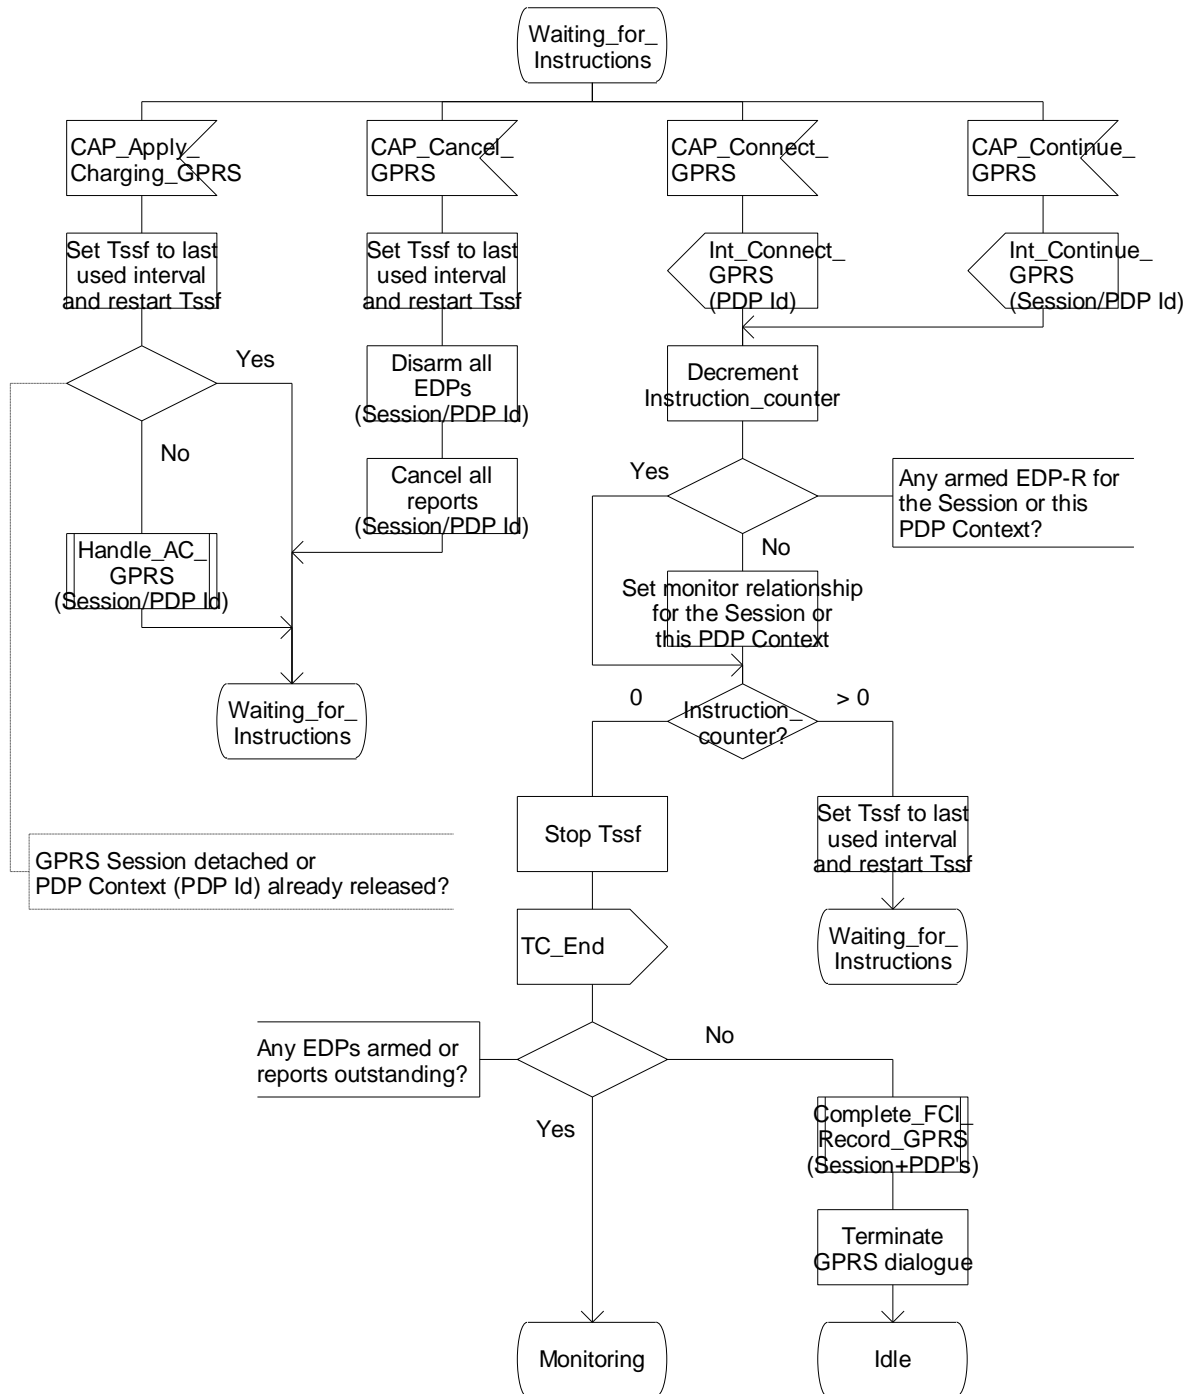 Waiting_for_
Instructions
CAP_Apply_
Charging_GPRS
CAP_Cancel_
GPRS
CAP_Connect_
GPRS
CAP_Continue_
GPRS
Set Tssf to last
used interval
and restart Tssf
Set Tssf to last
used interval
and restart Tssf
Int_Connect_
GPRS
(PDP Id)
Int_Continue_
GPRS
(Session/PDP Id)
Yes
Disarm all
EDPs
(Session/PDP Id)
Decrement
Instruction_counter
No
Cancel all
reports
(Session/PDP Id)
Yes
Any armed EDP-R for
the Session or this
PDP Context?
No
Handle_AC_
GPRS
(Session/PDP Id)
Set monitor relationship
for the Session or
this PDP Context
Waiting_for_
Instructions
0
Instruction_
counter?
> 0
Stop Tssf
Set Tssf to last
used interval
and restart Tssf
GPRS Session detached or
PDP Context (PDP Id) already released?
TC_End
Waiting_for_
Instructions
Any EDPs armed or
reports outstanding?
No
Yes
Complete_FCI_
Record_GPRS
(Session+PDP's)
Terminate
GPRS dialogue
Monitoring
Idle